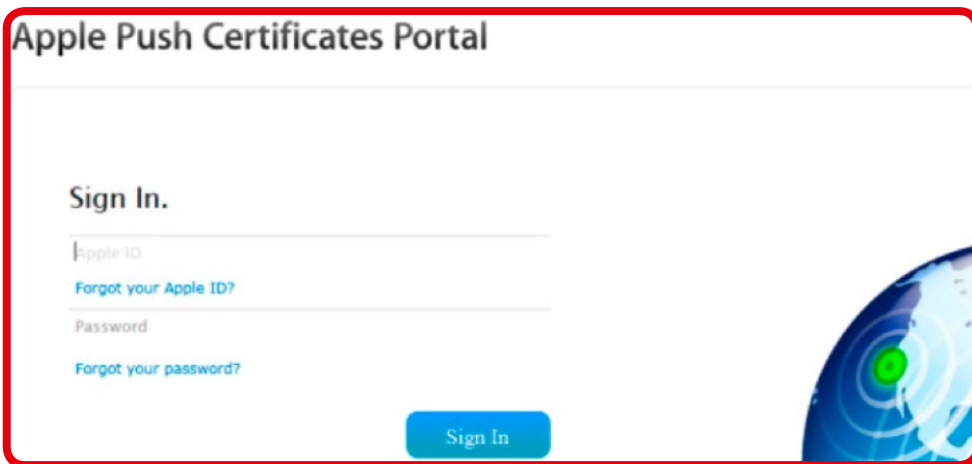 Apple Push Certificates Portal
Sign In.
Apple ID
Forgot your Apple ID?
Password
Forgot your password?
Sign In